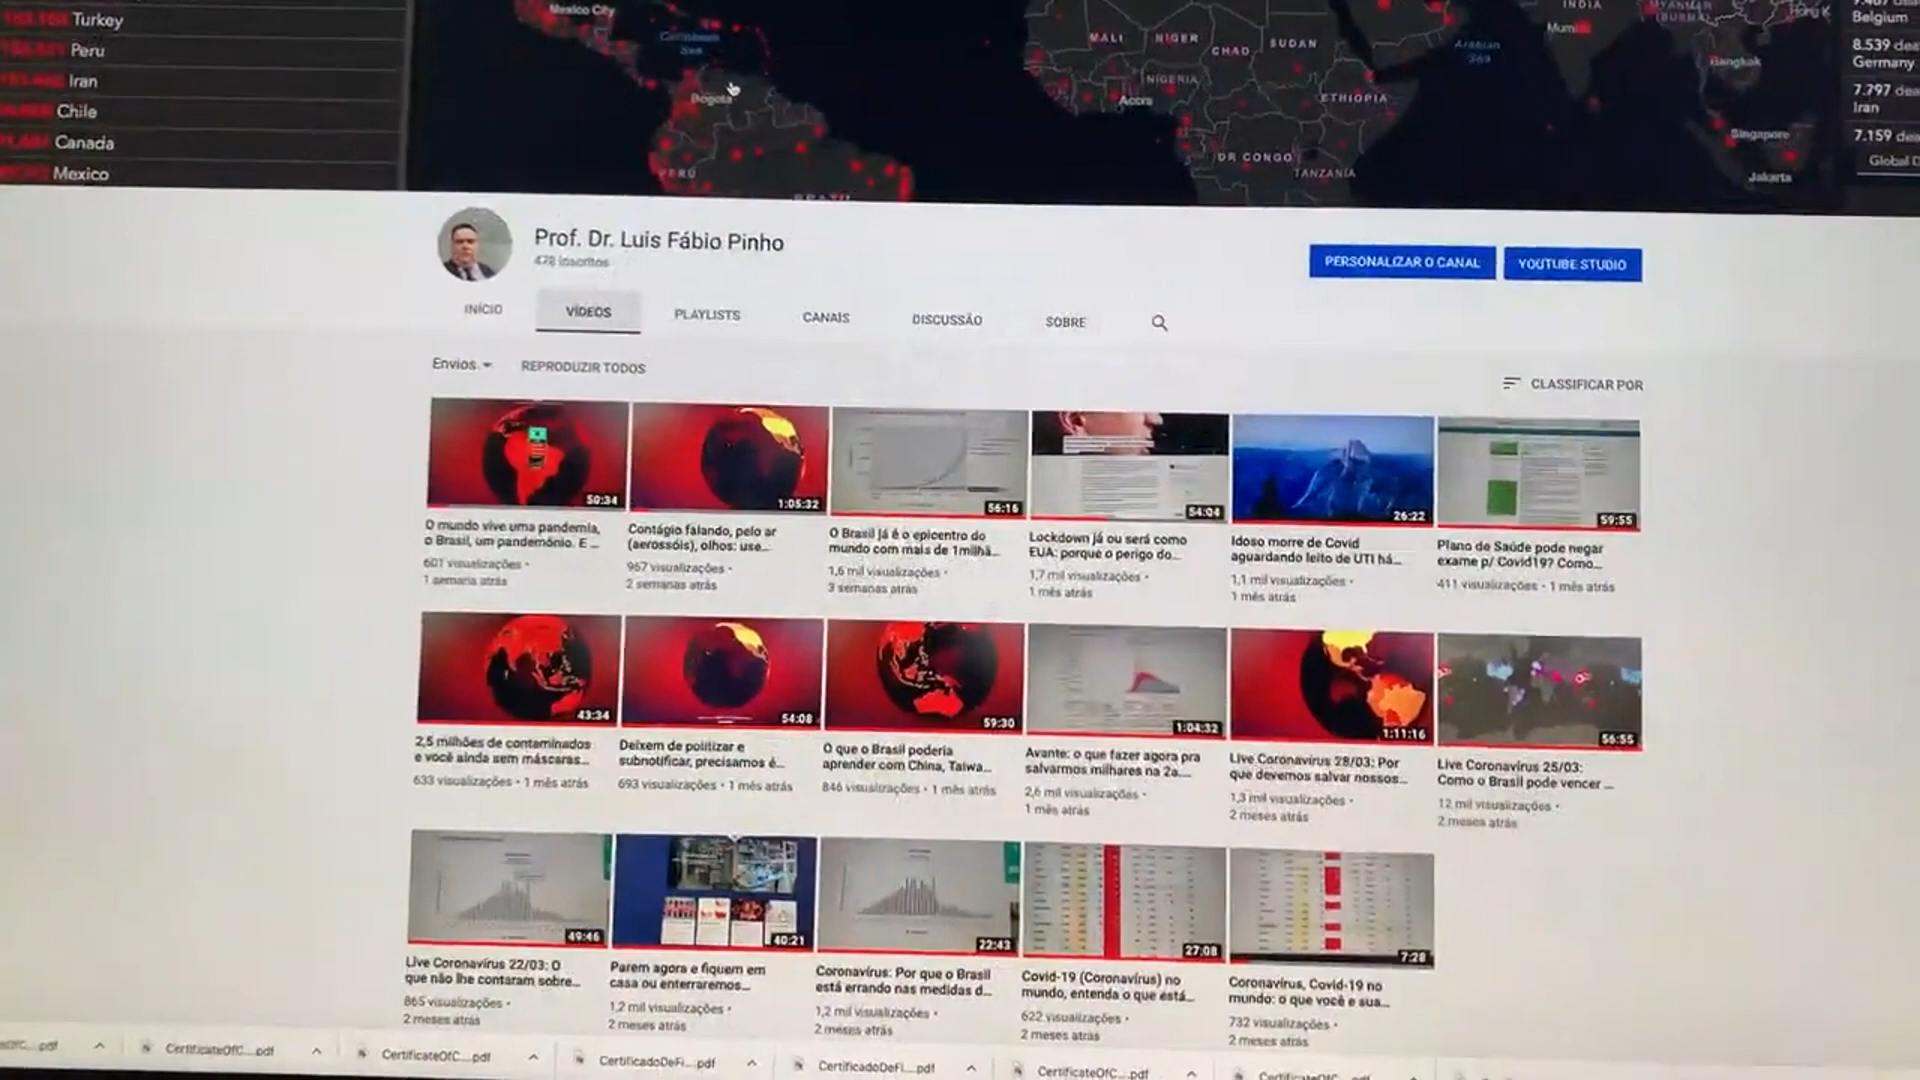 Turkey
Peru
Iran
Chile
Canada
Mexico
Mexico City
Caribbean
Sea
Bogota
PERU
BRAZIL
MALI
NIGER
CHAD
SUDAN
NIGERIA
Accra
ETHIOPIA
DR CONGO
TANZANIA
Arabian
Sea
INDIA
Mumbai
MYANMAR
(BURMA)
Hong K
Bangkok
Singapore
Jakarta
Belgium
8.539 dea
Germany
7.797 dea
Iran
7.159 dea
Global D
Prof. Dr. Luis Fábio Pinho
478 inscritos
PERSONALIZAR O CANAL
YOUTUBE STUDIO
INÍCIO
VÍDEOS
PLAYLISTS
CANAIS
DISCUSSÃO
SOBRE
Envios
REPRODUZIR TODOS
CLASSIFICAR POR
50:34
1:05:32
56:16
54:04
26:22
59:55
O mundo vive uma pandemia,
o Brasil, um pandemônio. E ...
601 visualizações •
1 semana atrás
Contágio falando, pelo ar
(aerossóis), olhos: use...
967 visualizações •
2 semanas atrás
O Brasil já é o epicentro do
mundo com mais de 1milhã...
1,6 mil visualizações •
3 semanas atrás
Lockdown já ou será como
EUA: porque o perigo do...
1,7 mil visualizações •
1 mês atrás
Idoso morre de Covid
aguardando leito de UTI há...
1,1 mil visualizações •
1 mês atrás
Plano de Saúde pode negar
exame p/ Covid19? Como...
411 visualizações • 1 mês atrás
43:34
54:08
59:30
1:04:32
1:11:16
56:55
2,5 milhões de contaminados
e você ainda sem máscaras...
633 visualizações • 1 mês atrás
Deixem de politizar e
subnotificar, precisamos é...
693 visualizações • 1 mês atrás
O que o Brasil poderia
aprender com China, Taiwa...
846 visualizações • 1 mês atrás
Avante: o que fazer agora pra
salvarmos milhares na 2a....
2,6 mil visualizações •
1 mês atrás
Live Coronavírus 28/03: Por
que devemos salvar nossos...
1,3 mil visualizações •
2 meses atrás
Live Coronavírus 25/03:
Como o Brasil pode vencer ...
12 mil visualizações •
2 meses atrás
49:46
40:21
22:43
27:08
7:28
Live Coronavírus 22/03: O
que não lhe contaram sobre...
865 visualizações •
2 meses atrás
Parem agora e fiquem em
casa ou enterraremos...
1,2 mil visualizações •
2 meses atrás
Coronavírus: Por que o Brasil
está errando nas medidas d...
1,2 mil visualizações •
2 meses atrás
Covid-19 (Coronavírus) no
mundo, entenda o que está...
622 visualizações •
2 meses atrás
Coronavirus, Covid-19 no
mundo: o que você e sua...
732 visualizações •
2 meses atrás
CertificateOfC....pdf
CertificateOfC....pdf
CertificadoDeFi....pdf
CertificadoDeFi....pdf
CertificateOfC....pdf
CertificateOfC....pdf